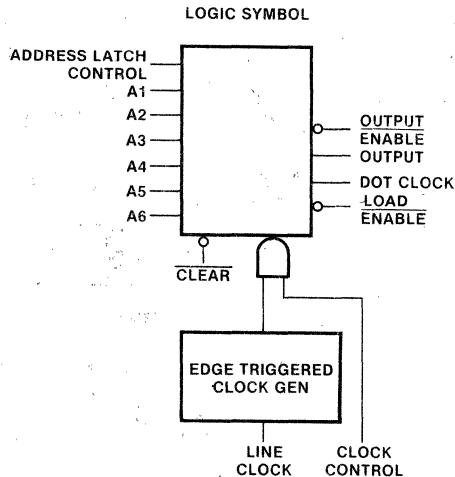 LOGIC SYMBOL
ADDRESS LATCH
CONTROL
A1
A2
A3
A4
A5
A6
OUTPUT
ENABLE
OUTPUT
DOT CLOCK
LOAD
ENABLE
CLEAR
EDGE TRIGGERED
CLOCK GEN
LINE
CLOCK
CLOCK
CONTROL